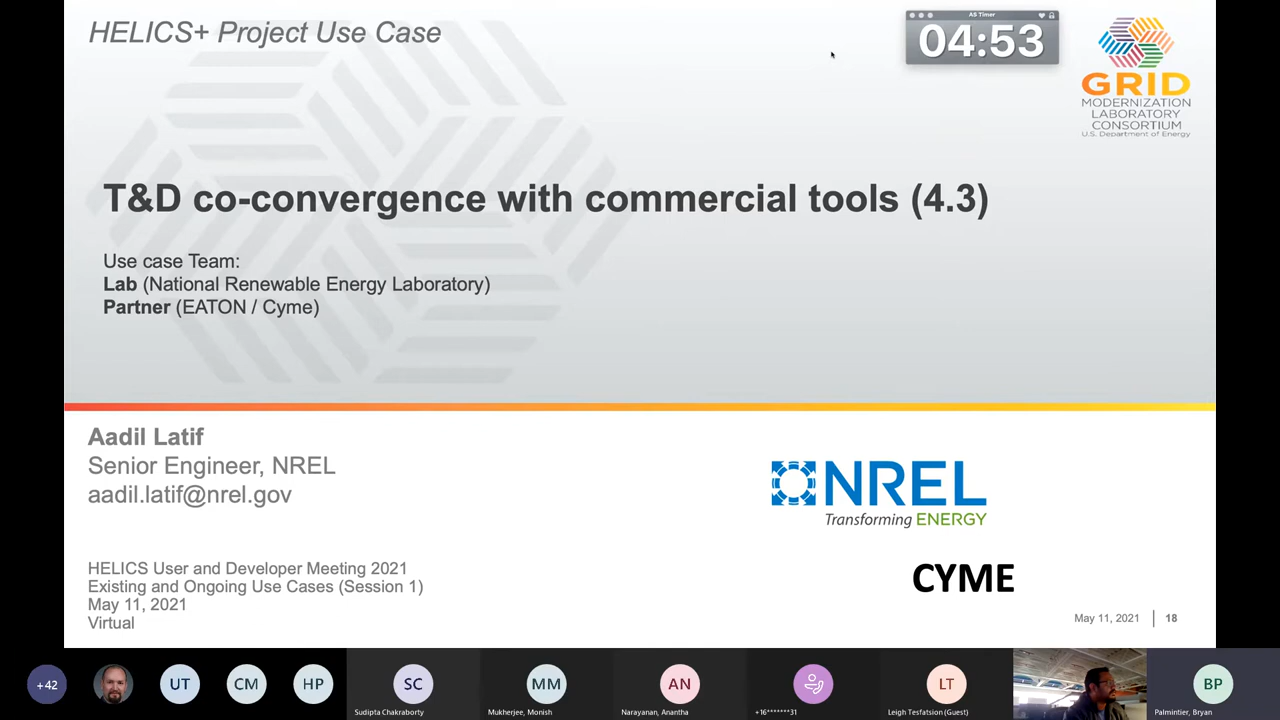 HELICS+ Project Use Case
AS Timer
04:53
GRID
MODERNIZATION
LABORATORY
CONSORTIUM
U.S. Department of Energy
T&D co-convergence with commercial tools (4.3)
Use case Team:
Lab (National Renewable Energy Laboratory)
Partner (EATON / Cyme)
Aadil Latif
Senior Engineer, NREL
aadil.latif@nrel.gov
NREL
Transforming ENERGY
CYME
HELICS User and Developer Meeting 2021
Existing and Ongoing Use Cases (Session 1)
May 11, 2021
Virtual
May 11, 2021 | 18
+42
UT
CM
HP
SC
MM
AN
LT
BP
Sudipta Chakraborty
Mukherjee, Monish
Narayanan, Anantha
+16*******31
Leigh Tesfatsion (Guest)
Palmintier, Bryan